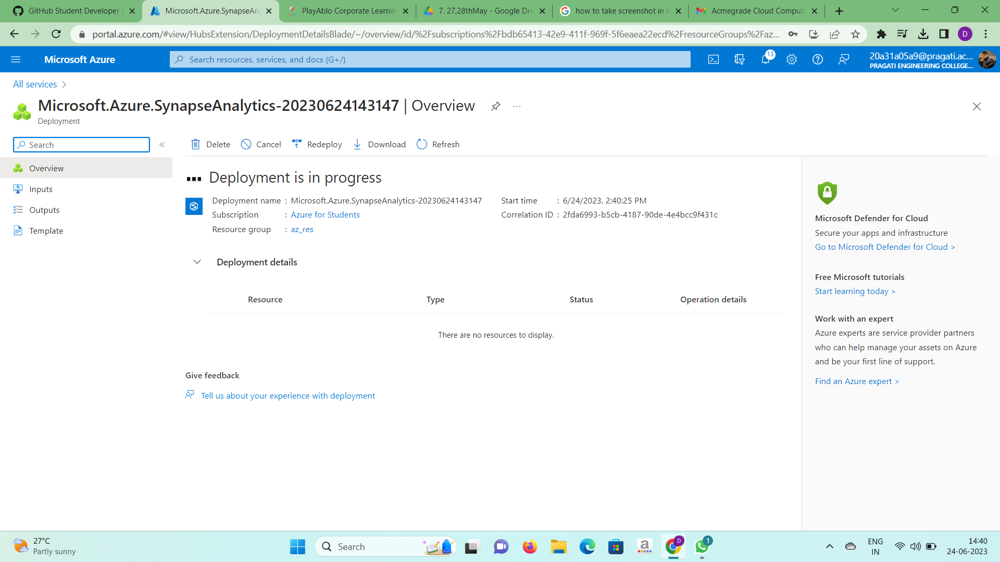 GitHub Student Developer
Microsoft.Azure.SynapseAn
PlayAblo Corporate Learnin
7. 27,28thMay - Google Dri
how to take screenshot in l
Acmegrade Cloud Computi
portal.azure.com/#view/HubsExtension/DeploymentDetailsBlade/~/overview/id/%2Fsubscriptions%2Fbdb65413-42e9-411f-969f-5f6eaea22ecd%2FresourceGroups%2Faz...
D
Microsoft Azure
Search resources, services, and docs (G+/)
13
20a31a05a9@pragati.ac...
PRAGATI ENGINEERING COLLEGE...
All services >
Microsoft.Azure.SynapseAnalytics-20230624143147 | Overview
Deployment
Search
«
Delete
Cancel
Redeploy
Download
Refresh
Overview
Inputs
Outputs
Template
Deployment is in progress
Deployment name : Microsoft.Azure.SynapseAnalytics-20230624143147
Subscription : Azure for Students
Resource group : az_res
Start time : 6/24/2023, 2:40:25 PM
Correlation ID : 2fda6993-b5cb-4187-90de-4e4bcc9f431c
Deployment details
Resource Type Status Operation details
There are no resources to display.
Give feedback
Tell us about your experience with deployment
Microsoft Defender for Cloud
Secure your apps and infrastructure
Go to Microsoft Defender for Cloud >
Free Microsoft tutorials
Start learning today >
Work with an expert
Azure experts are service provider partners
who can help manage your assets on Azure
and be your first line of support.
Find an Azure expert >
27°C
Partly sunny
Search
a
D
1
ENG
IN
14:40
24-06-2023